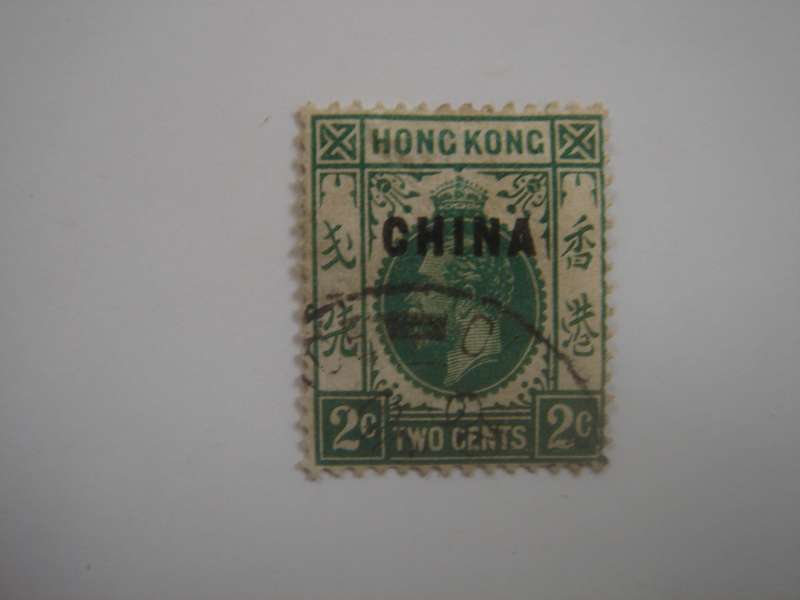 HONG KONG
CHINA
香港
2C
TWO CENTS
2C